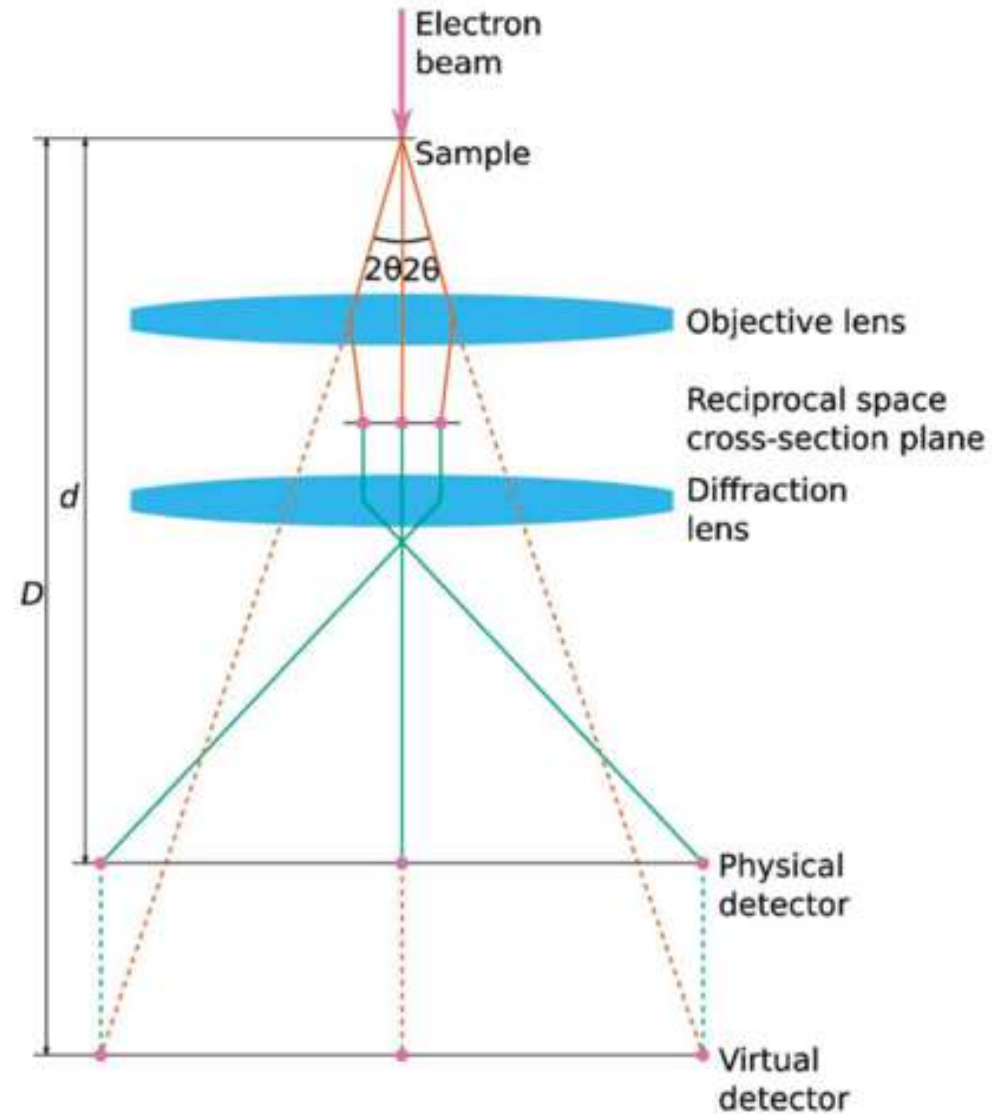 Electron
beam
Sample
2θ2θ
Objective lens
Reciprocal space
cross-section plane
Diffraction
lens
d
D
Physical
detector
Virtual
detector